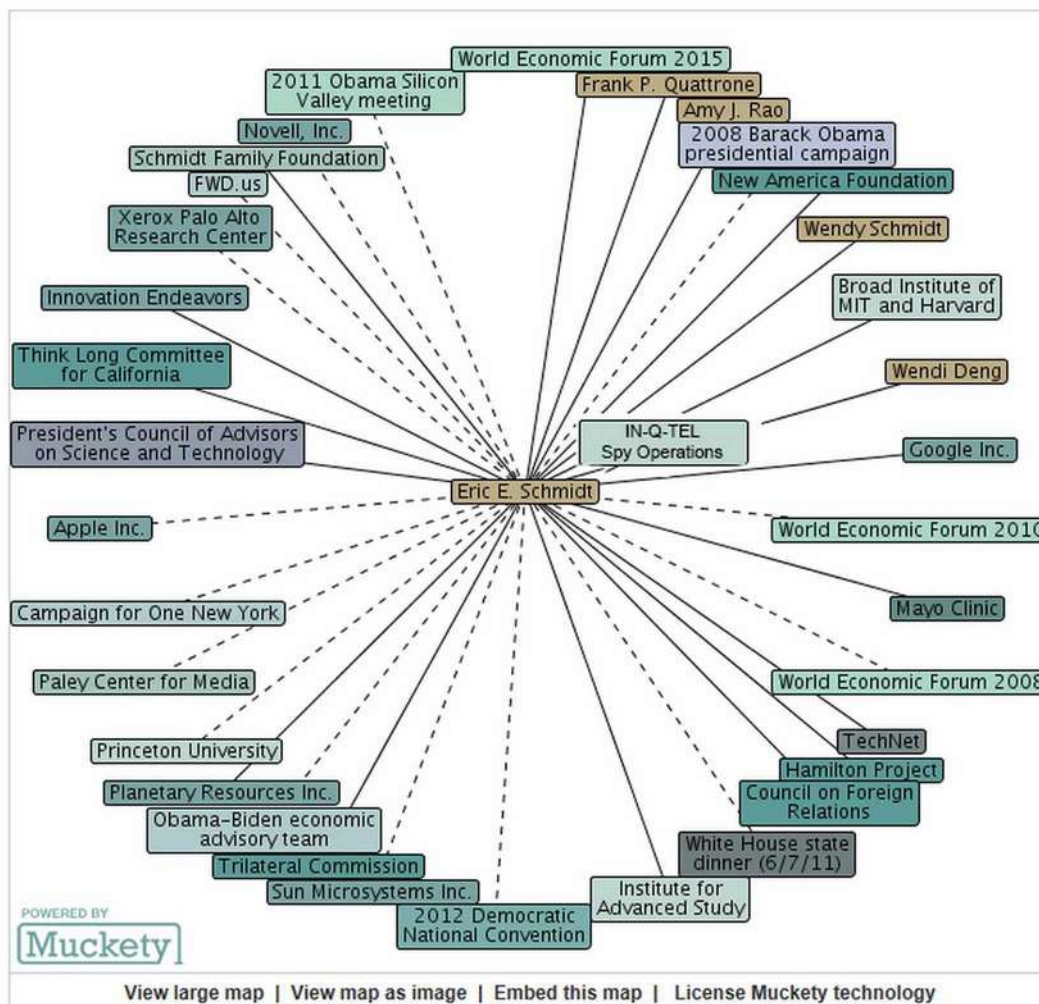 World Economic Forum 2015
2011 Obama Silicon
Valley meeting
Frank P. Quattrone
Amy J. Rao
Novell, Inc.
2008 Barack Obama
presidential campaign
Schmidt Family Foundation
FWD.us
New America Foundation
Xerox Palo Alto
Research Center
Wendy Schmidt
Innovation Endeavors
Broad Institute of
MIT and Harvard
Think Long Committee
for California
Wendi Deng
President's Council of Advisors
on Science and Technology
IN-Q-TEL
Spy Operations
Google Inc.
Eric E. Schmidt
Apple Inc.
World Economic Forum 2010
Campaign for One New York
Mayo Clinic
Paley Center for Media
World Economic Forum 2008
Princeton University
TechNet
Planetary Resources Inc.
Hamilton Project
Council on Foreign
Relations
Obama-Biden economic
advisory team
White House state
dinner (6/7/11)
Trilateral Commission
Sun Microsystems Inc.
Institute for
Advanced Study
2012 Democratic
National Convention
POWERED BY
Muckety
View large map | View map as image | Embed this map | License Muckety technology